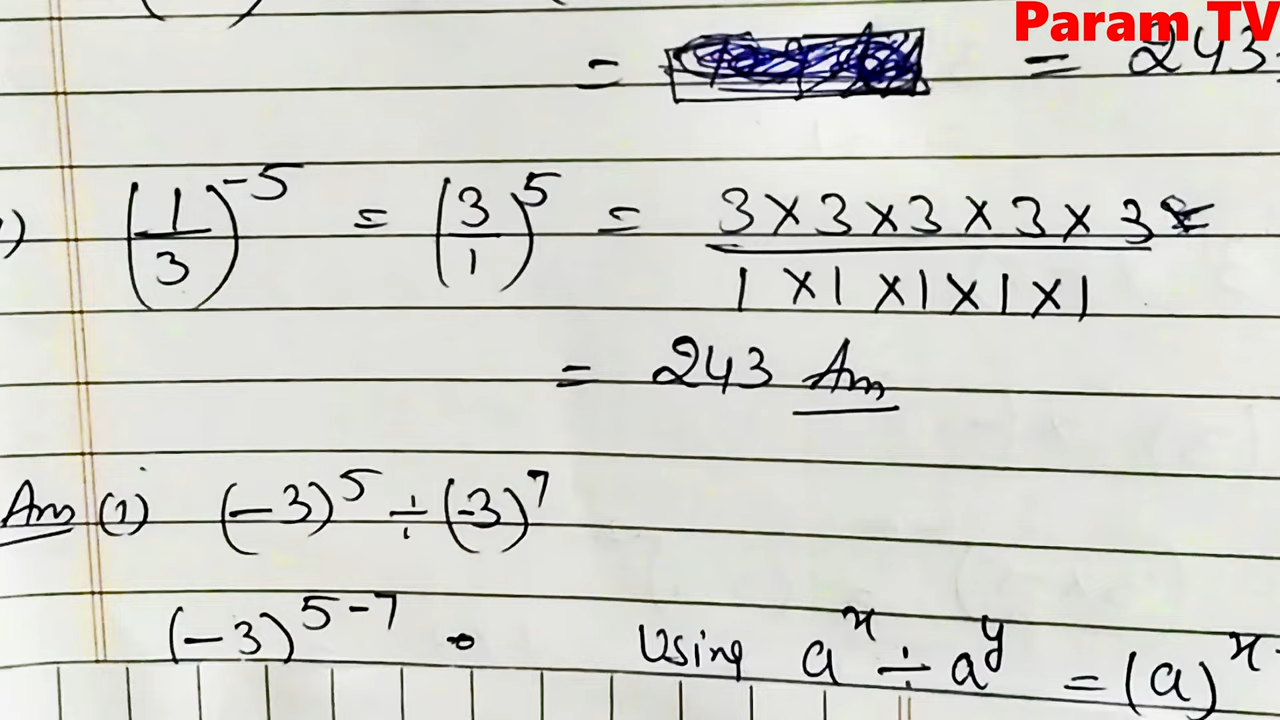 Param TV
= 243
(1/3)^-5 = (3/1)^5 = 3×3×3×3×3 / 1×1×1×1×1
= 243 Ans
Ans (1) (-3)^5 ÷ (-3)^7
(-3)^5-7 Using a^x ÷ a^y = (a)^x-